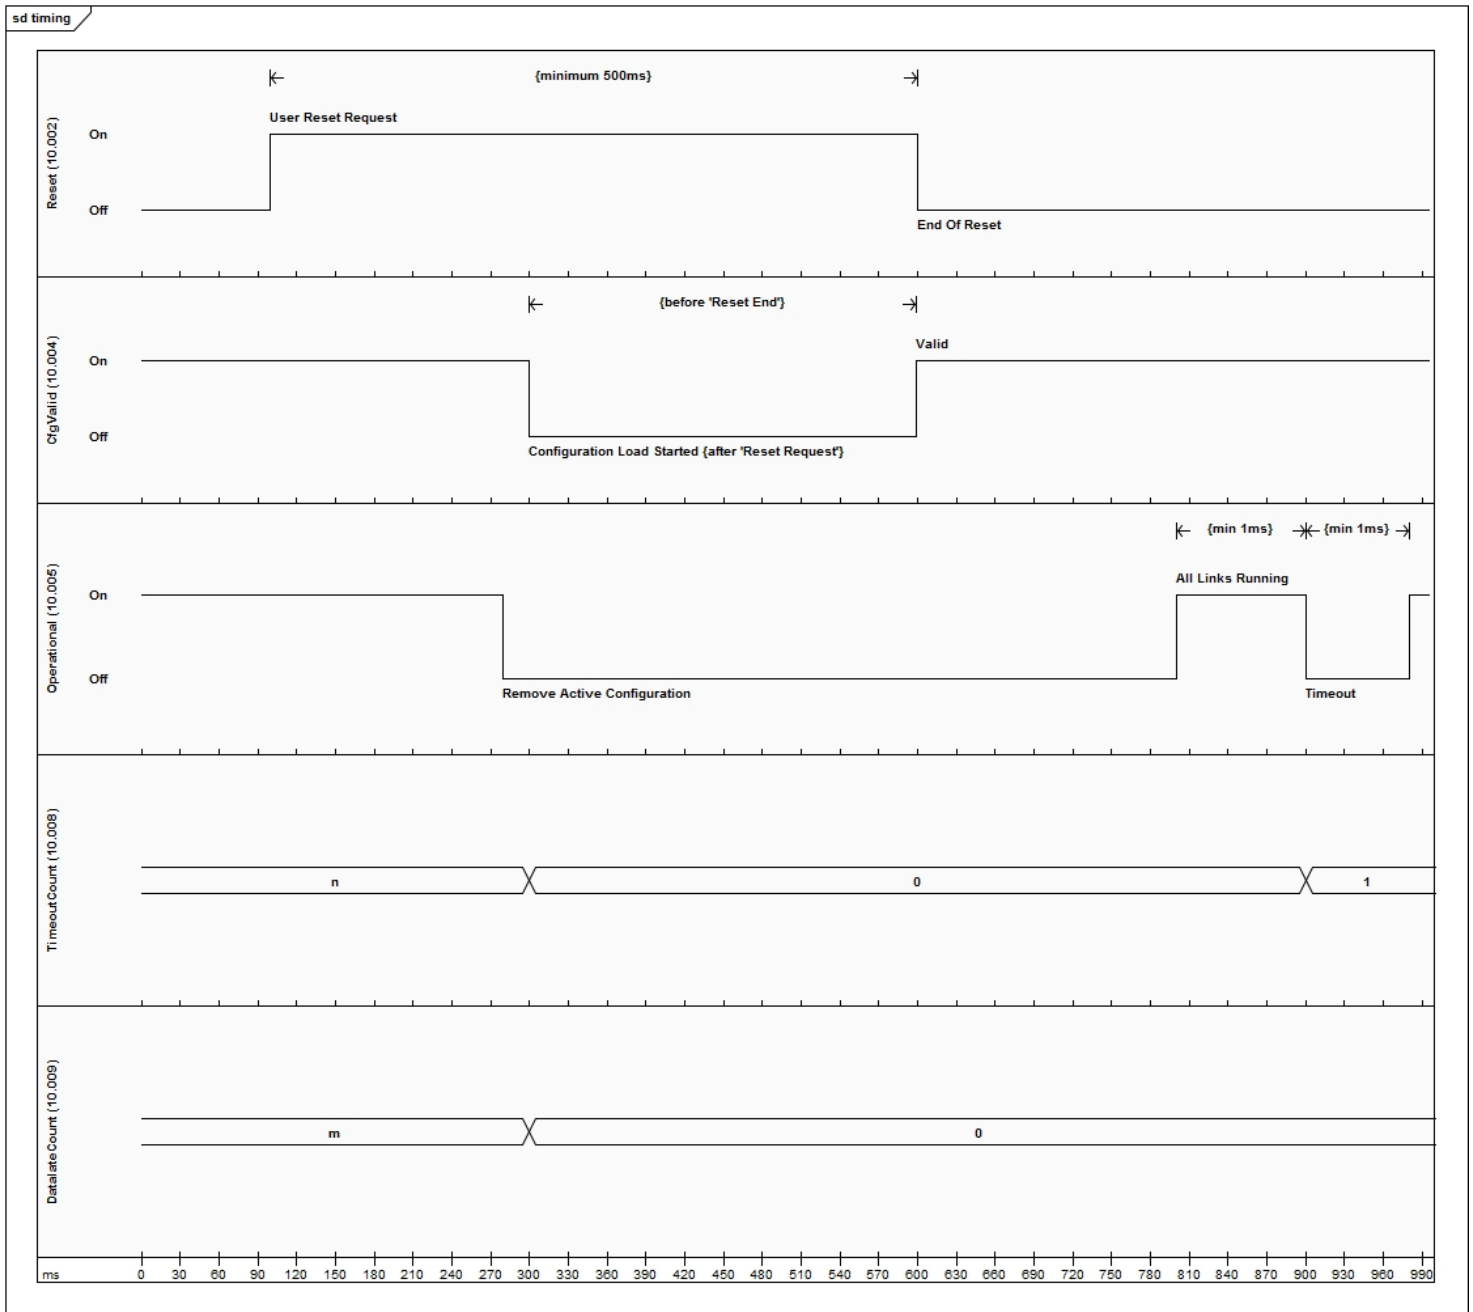 sd timing
{minimum 500ms}
User Reset Request
Reset (10.002)
On
Off
End Of Reset
{before 'Reset End'}
Valid
CfgValid (10.004)
On
Off
Configuration Load Started {after 'Reset Request'}
{min 1ms} {min 1ms}
All Links Running
Operational (10.005)
On
Off
Remove Active Configuration Timeout
TimeoutCount (10.008)
n 0 1
DatalateCount (10.009)
m 0
ms 0 30 60 90 120 150 180 210 240 270 300 330 360 390 420 450 480 510 540 570 600 630 660 690 720 750 780 810 840 870 900 930 960 990